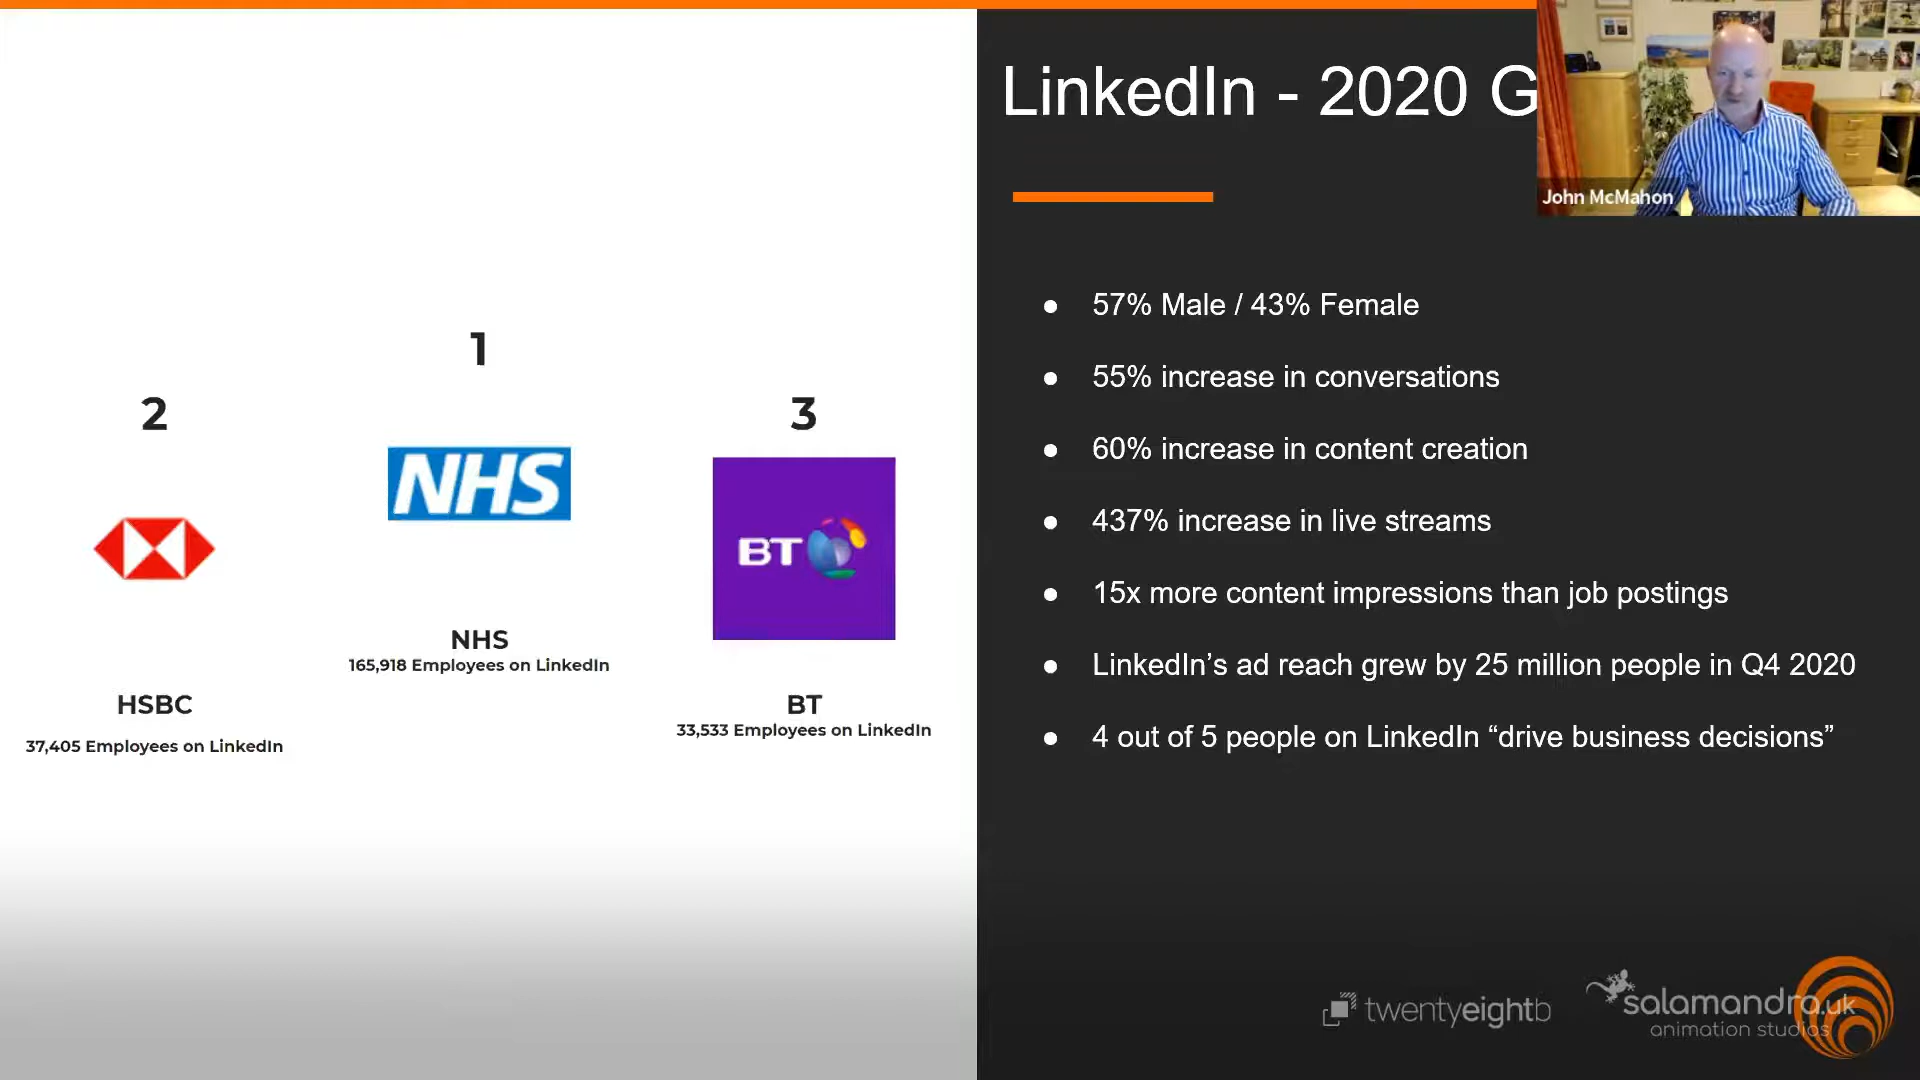 LinkedIn - 2020 G
John McMahon
1
2
3
NHS
BT
NHS
165,918 Employees on LinkedIn
HSBC
37,405 Employees on LinkedIn
BT
33,533 Employees on LinkedIn
57% Male / 43% Female
55% increase in conversations
60% increase in content creation
437% increase in live streams
15x more content impressions than job postings
LinkedIn’s ad reach grew by 25 million people in Q4 2020
4 out of 5 people on LinkedIn “drive business decisions”
twentyeightb
salamandra.uk
animation studios